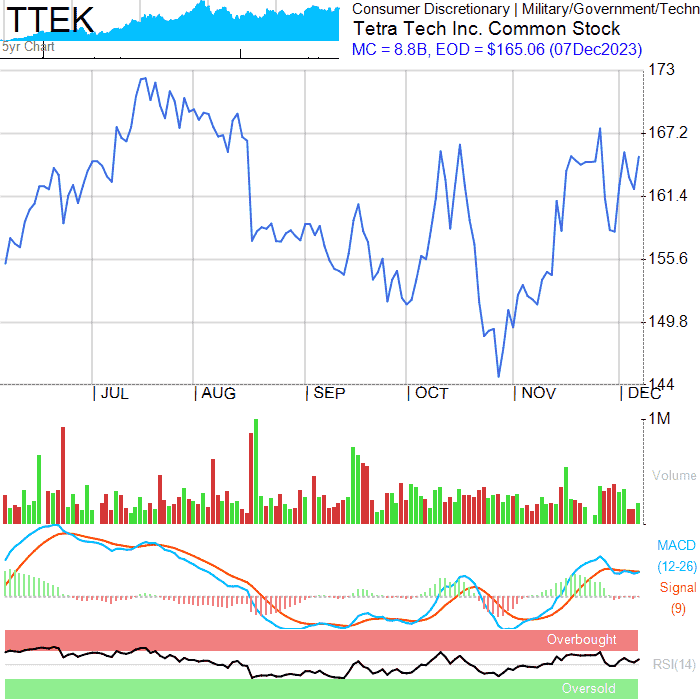 TTEK
5yr Chart
Consumer Discretionary | Military/Government/Techn
Tetra Tech Inc. Common Stock
MC = 8.8B, EOD = $165.06 (07Dec2023)
173
167.2
161.4
155.6
149.8
144
JUL
AUG
SEP
OCT
NOV
DEC
1M
Volume
MACD
(12-26)
Signal
(9)
Overbought
RSI(14)
Oversold